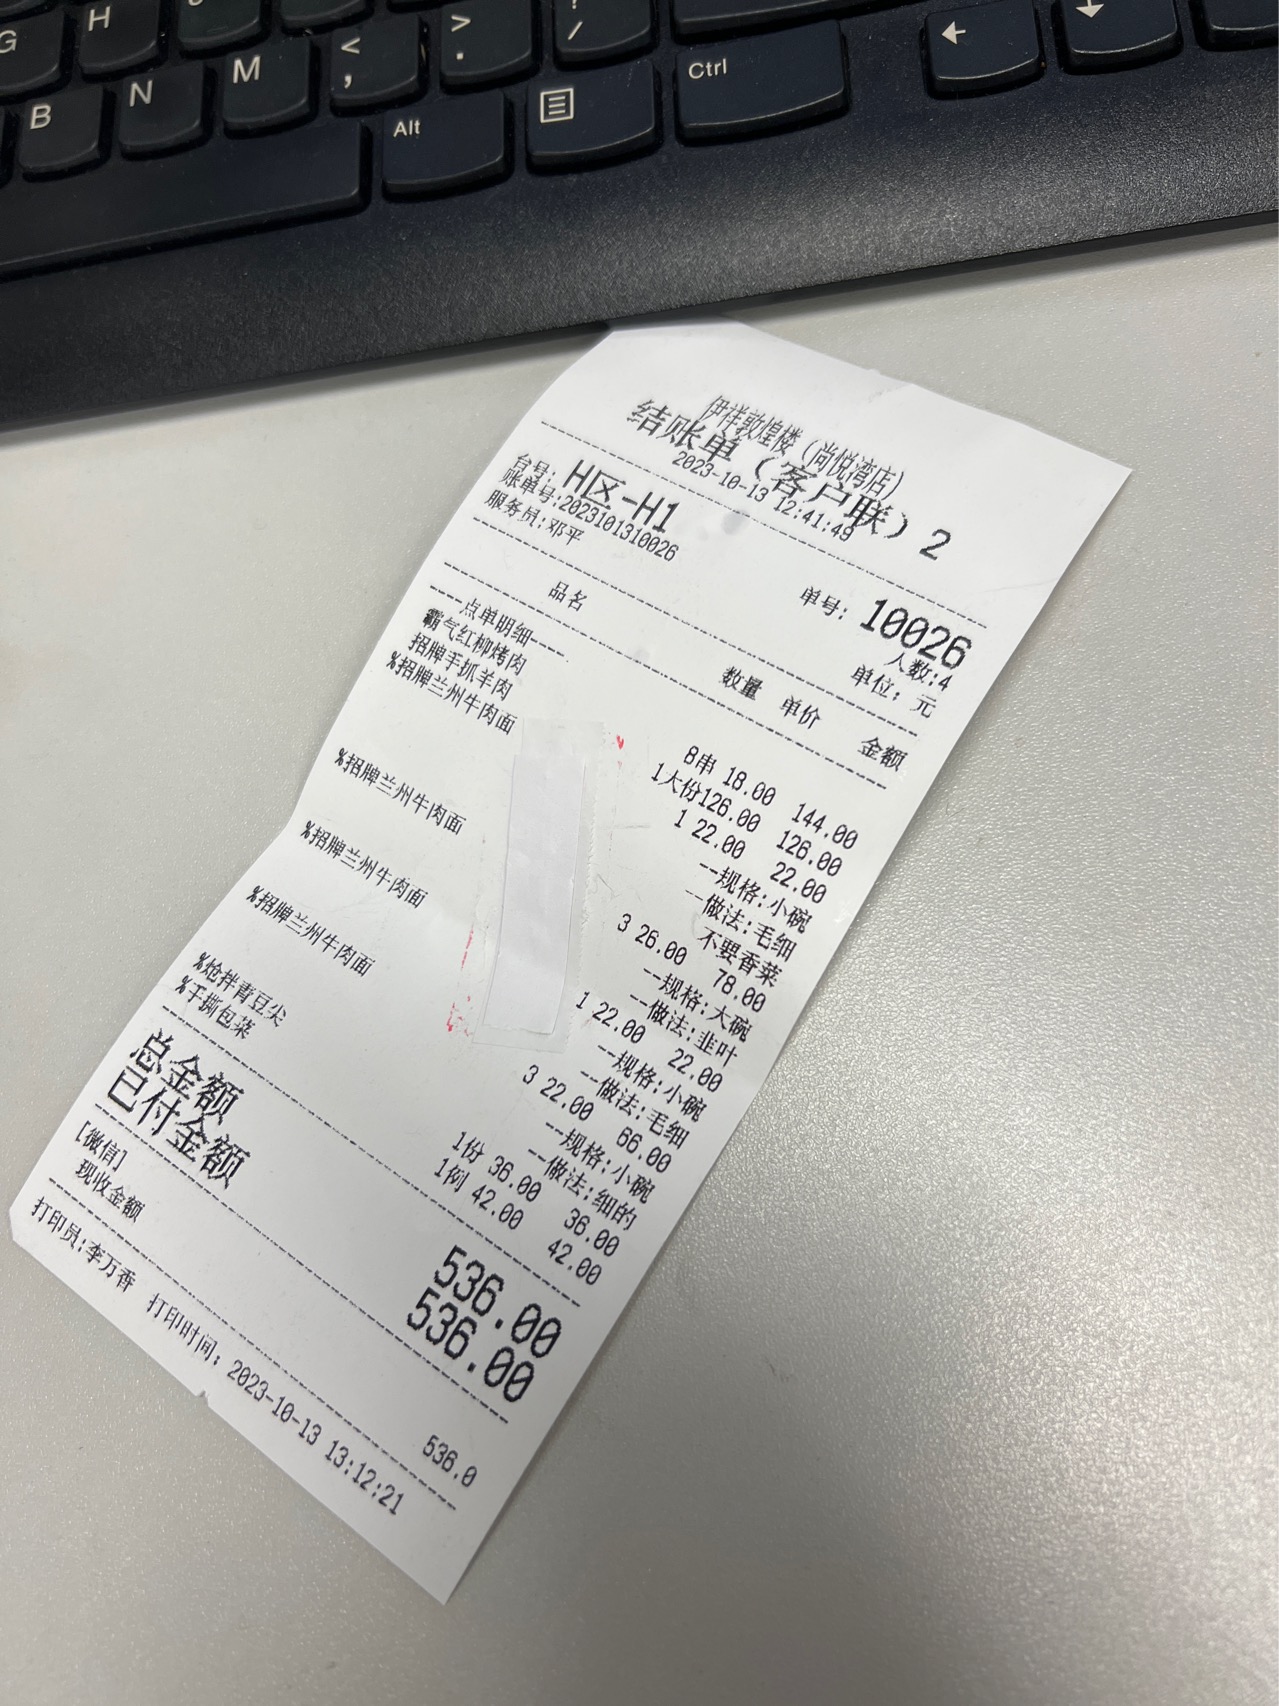 G H
B N M < , > . ? /
Alt Ctrl
伊祥敦煌楼（尚悦湾店）
结账单（客户联）2
2023-10-13 12:41:49
台号: H区-H1 单号: 10026
账单号:2023101310026 人数:4
服务员:邓平 单位: 元
品名 数量 单价 金额
----点单明细----
霸气红柳烤肉 8串 18.00 144.00
招牌手抓羊肉 1大份126.00 126.00
%招牌兰州牛肉面 1 22.00 22.00
--规格:小碗
--做法:毛细
不要香菜
%招牌兰州牛肉面 3 26.00 78.00
--规格:大碗
--做法:韭叶
%招牌兰州牛肉面 1 22.00 22.00
--规格:小碗
--做法:毛细
%招牌兰州牛肉面 3 22.00 66.00
--规格:小碗
--做法:细的
%炝拌青豆尖 1份 36.00 36.00
%手撕包菜 1例 42.00 42.00
总金额 536.00
已付金额 536.00
[微信]
现收金额 536.0
打印员:李万香 打印时间: 2023-10-13 13:12:21